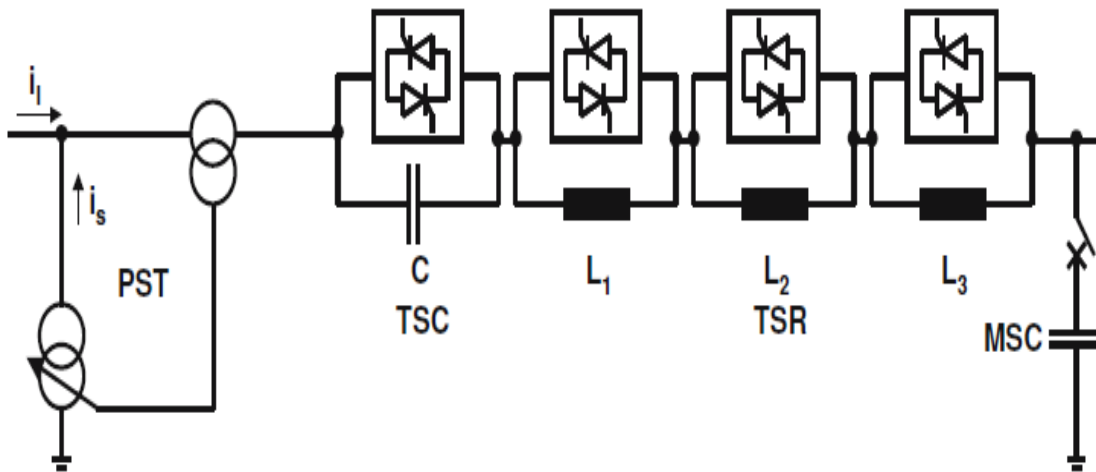 i_l
i_s
PST
C
TSC
L_1
L_2
TSR
L_3
MSC